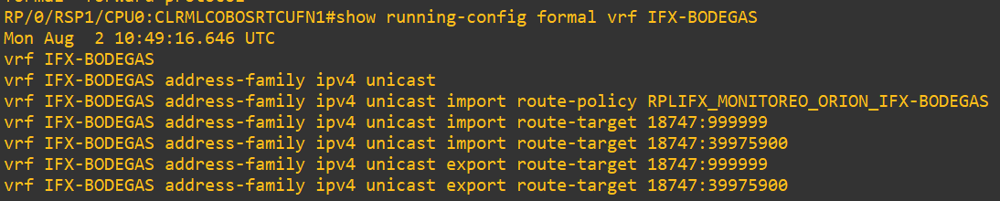 RP/0/RSP1/CPU0:CLRMLCOBOSRTCUFN1#show running-config formal vrf IFX-BODEGAS
Mon Aug  2 10:49:16.646 UTC
vrf IFX-BODEGAS
vrf IFX-BODEGAS address-family ipv4 unicast
vrf IFX-BODEGAS address-family ipv4 unicast import route-policy RPLIFX_MONITOREO_ORION_IFX-BODEGAS
vrf IFX-BODEGAS address-family ipv4 unicast import route-target 18747:999999
vrf IFX-BODEGAS address-family ipv4 unicast import route-target 18747:39975900
vrf IFX-BODEGAS address-family ipv4 unicast export route-target 18747:999999
vrf IFX-BODEGAS address-family ipv4 unicast export route-target 18747:39975900